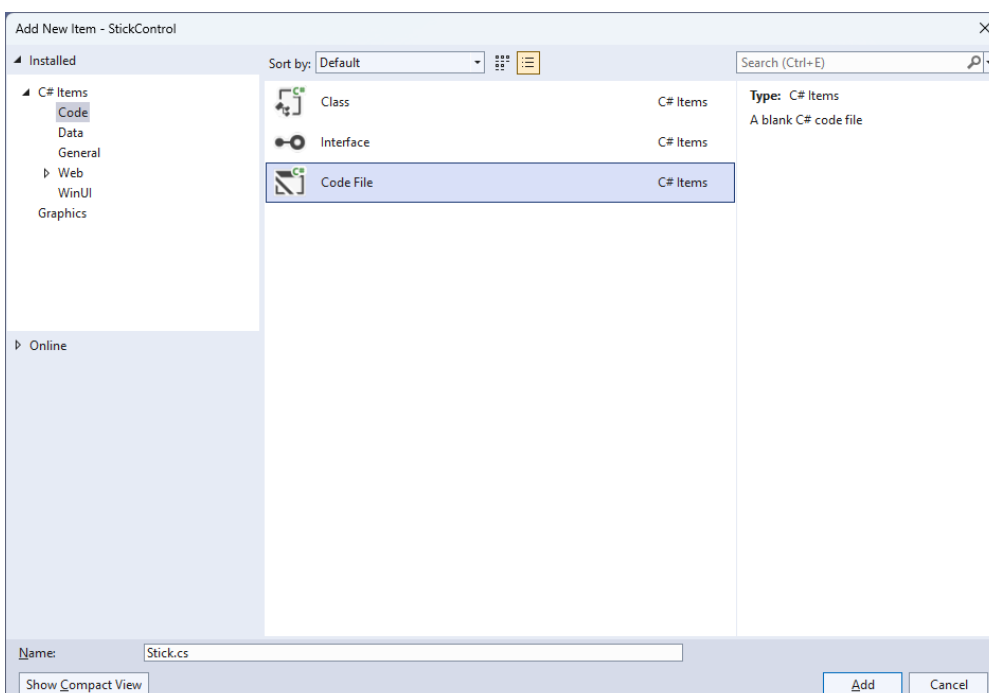 Add New Item - StickControl
Installed
Sort by: Default
Search (Ctrl+E)
C# Items
Code
Data
General
Web
WinUI
Graphics
Online
Class C# Items
Interface C# Items
Code File C# Items
Type: C# Items
A blank C# code file
Name: Stick.cs
Show Compact View
Add Cancel